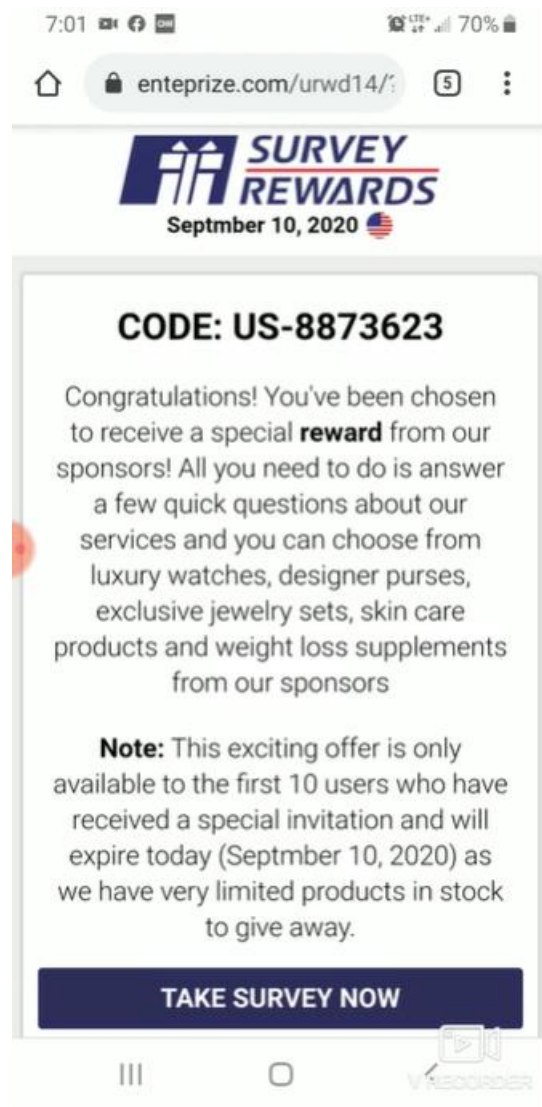 7:01 LTE+ 70%
enteprize.com/urwd14/? 5
SURVEY
REWARDS
Septmber 10, 2020
CODE: US-8873623
Congratulations! You've been chosen
to receive a special reward from our
sponsors! All you need to do is answer
a few quick questions about our
services and you can choose from
luxury watches, designer purses,
exclusive jewelry sets, skin care
products and weight loss supplements
from our sponsors
Note: This exciting offer is only
available to the first 10 users who have
received a special invitation and will
expire today (Septmber 10, 2020) as
we have very limited products in stock
to give away.
TAKE SURVEY NOW
V RECORDER